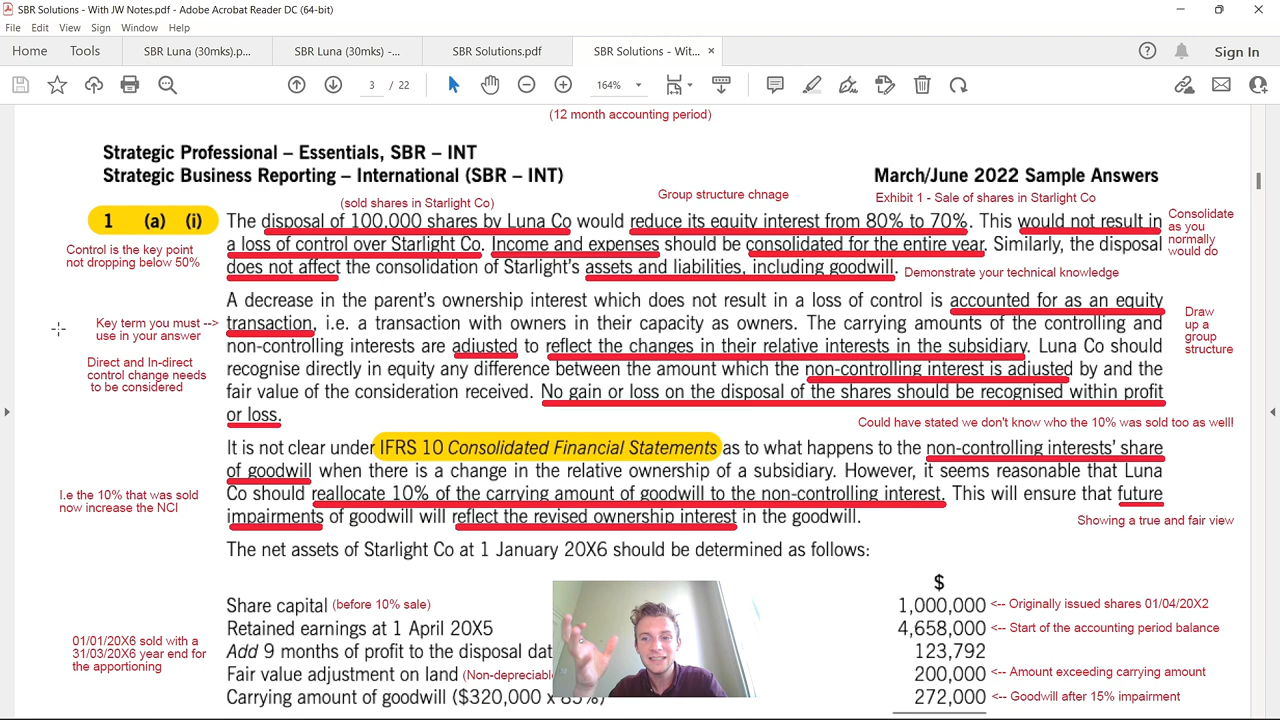 SBR Solutions - With JW Notes.pdf - Adobe Acrobat Reader DC (64-bit)
File Edit View Sign Window Help
Home Tools SBR Luna (30mks).p... SBR Luna (30mks) -... SBR Solutions.pdf SBR Solutions - Wit... × Sign In
3 / 22 164%
(12 month accounting period)
Strategic Professional – Essentials, SBR – INT
Strategic Business Reporting – International (SBR – INT) March/June 2022 Sample Answers
(sold shares in Starlight Co) Group structure chnage Exhibit 1 - Sale of shares in Starlight Co
1 (a) (i) The disposal of 100,000 shares by Luna Co would reduce its equity interest from 80% to 70%. This would not result in
a loss of control over Starlight Co. Income and expenses should be consolidated for the entire year. Similarly, the disposal
does not affect the consolidation of Starlight's assets and liabilities, including goodwill. Demonstrate your technical knowledge
Control is the key point
not dropping below 50%
Consolidate
as you
normally
would do
A decrease in the parent's ownership interest which does not result in a loss of control is accounted for as an equity
transaction, i.e. a transaction with owners in their capacity as owners. The carrying amounts of the controlling and
non-controlling interests are adjusted to reflect the changes in their relative interests in the subsidiary. Luna Co should
recognise directly in equity any difference between the amount which the non-controlling interest is adjusted by and the
fair value of the consideration received. No gain or loss on the disposal of the shares should be recognised within profit
or loss.
Key term you must -->
use in your answer
Direct and In-direct
control change needs
to be considered
Draw
up a
group
structure
Could have stated we don't know who the 10% was sold too as well!
It is not clear under IFRS 10 Consolidated Financial Statements as to what happens to the non-controlling interests' share
of goodwill when there is a change in the relative ownership of a subsidiary. However, it seems reasonable that Luna
Co should reallocate 10% of the carrying amount of goodwill to the non-controlling interest. This will ensure that future
impairments of goodwill will reflect the revised ownership interest in the goodwill.
I.e the 10% that was sold
now increase the NCI
Showing a true and fair view
The net assets of Starlight Co at 1 January 20X6 should be determined as follows:
$
Share capital (before 10% sale) 1,000,000 <-- Originally issued shares 01/04/20X2
Retained earnings at 1 April 20X5 4,658,000 <-- Start of the accounting period balance
Add 9 months of profit to the disposal dat 123,792
Fair value adjustment on land (Non-depreciable 200,000 <-- Amount exceeding carrying amount
Carrying amount of goodwill ($320,000 x 85%) 272,000 <-- Goodwill after 15% impairment
01/01/20X6 sold with a
31/03/20X6 year end for
the apportioning